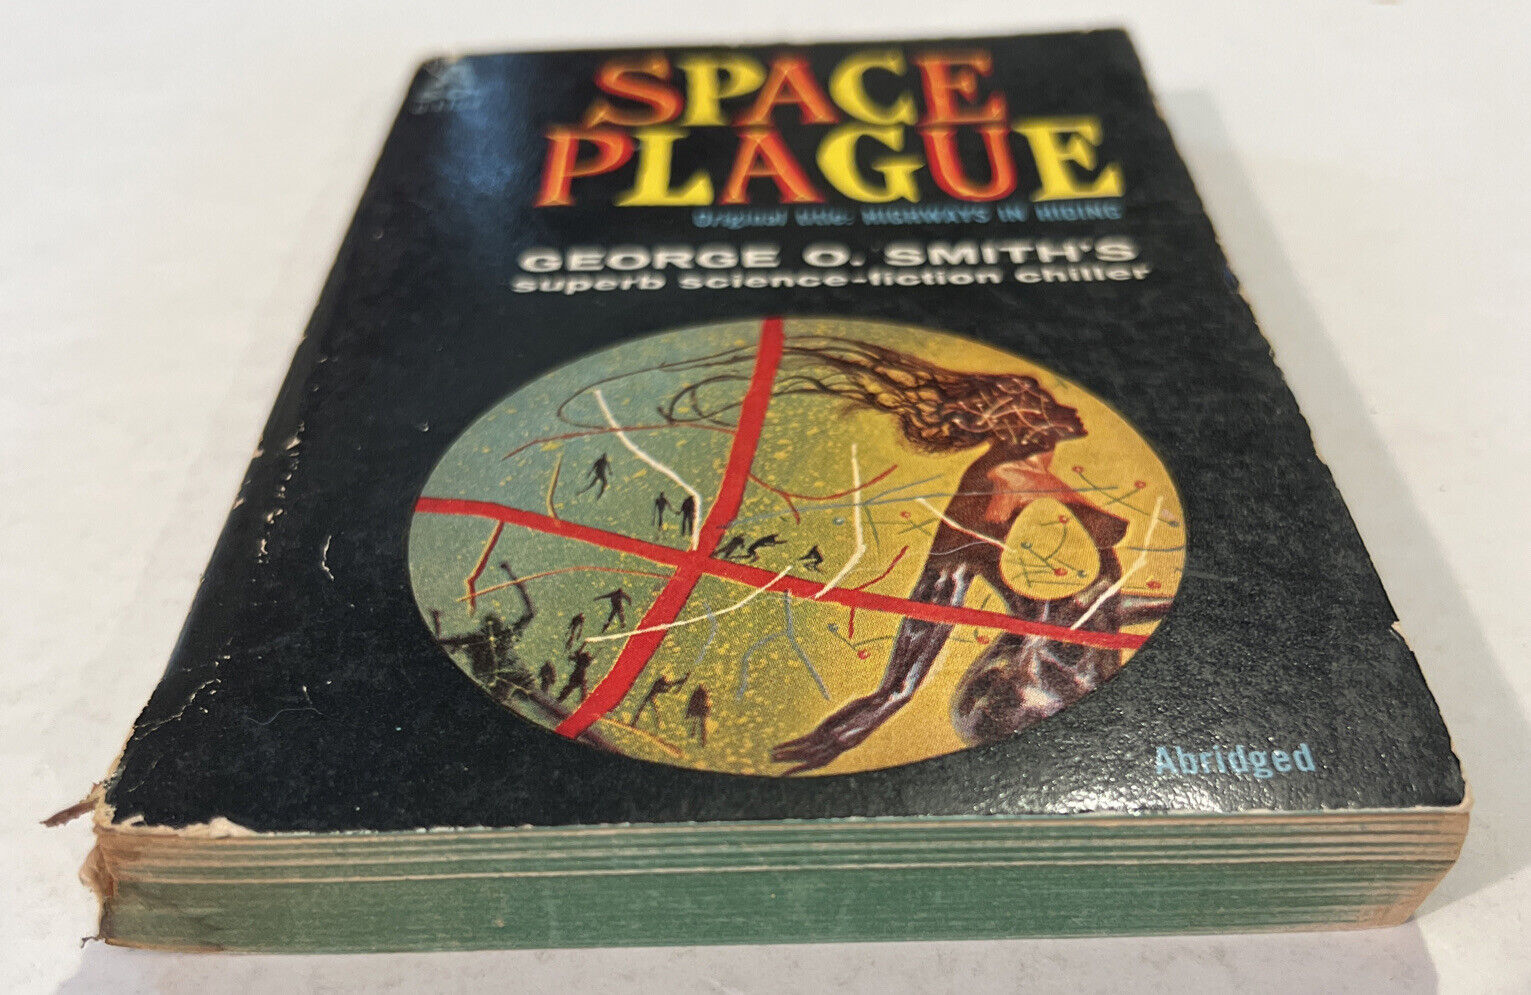 SPACE
PLAGUE
Original title: HIGHWAYS IN HIDING
GEORGE O. SMITH'S
superb science-fiction chiller
Abridged